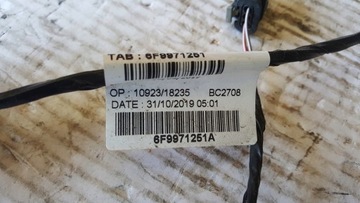 TAB : 6F9971251
OP : 10923/18235 BC2708
DATE : 31/10/2019 05:01
6F9971251A